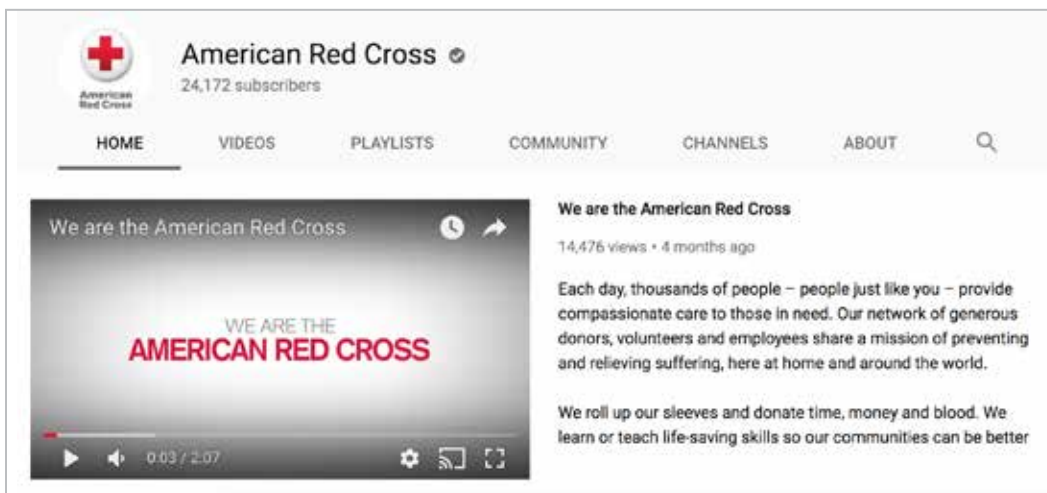 American Red Cross
24,172 subscribers
American
Red Cross
HOME VIDEOS PLAYLISTS COMMUNITY CHANNELS ABOUT
We are the American Red Cross
WE ARE THE
AMERICAN RED CROSS
0:03 / 2:07
We are the American Red Cross
14,476 views • 4 months ago
Each day, thousands of people – people just like you – provide
compassionate care to those in need. Our network of generous
donors, volunteers and employees share a mission of preventing
and relieving suffering, here at home and around the world.
We roll up our sleeves and donate time, money and blood. We
learn or teach life-saving skills so our communities can be better